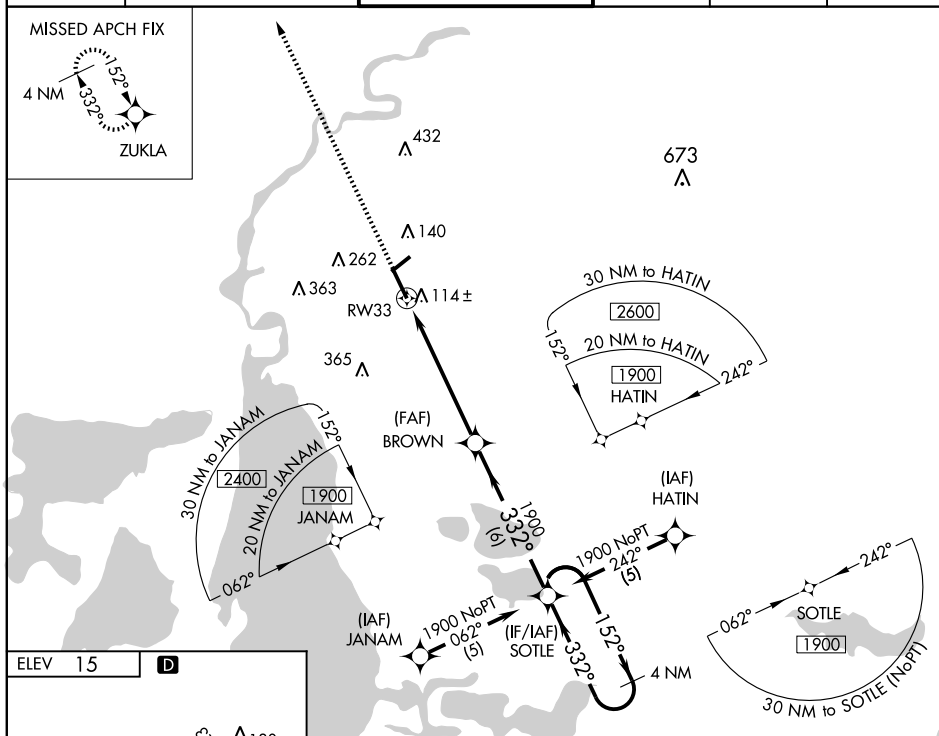 MISSED APCH FIX
4 NM
152°
332°
ZUKLA
432
673
140
262
363
114 ±
RW33
365
30 NM to HATIN
2600
20 NM to HATIN
1900
HATIN
152°
242°
(FAF)
BROWN
30 NM to JANAM
2400
20 NM to JANAM
1900
JANAM
152°
062°
1900
332°
(6)
(IAF)
HATIN
1900 NoPT
242°
(5)
(IAF)
JANAM
1900 NoPT
062°
(5)
(IF/IAF)
SOTLE
152°
332°
4 NM
242°
062°
SOTLE
1900
30 NM to SOTLE (NoPT)
ELEV 15
D